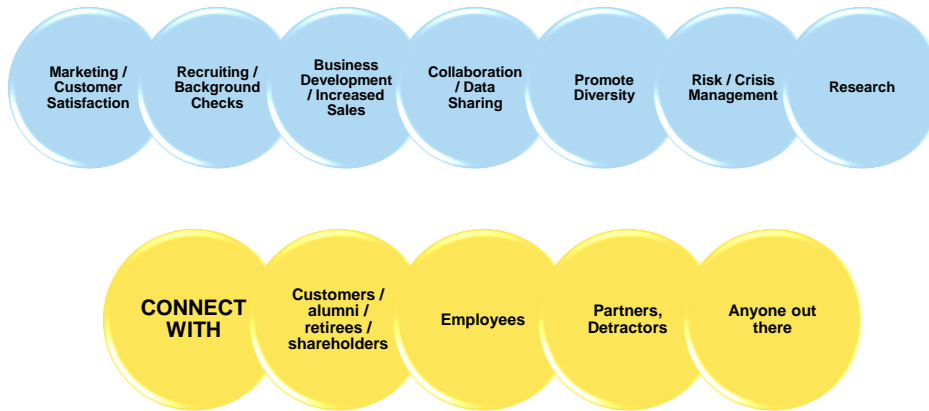 Marketing /
Customer
Satisfaction
Recruiting /
Background
Checks
Business
Development
/ Increased
Sales
Collaboration
/ Data
Sharing
Promote
Diversity
Risk / Crisis
Management
Research
CONNECT
WITH
Customers /
alumni /
retirees /
shareholders
Employees
Partners,
Detractors
Anyone out
there